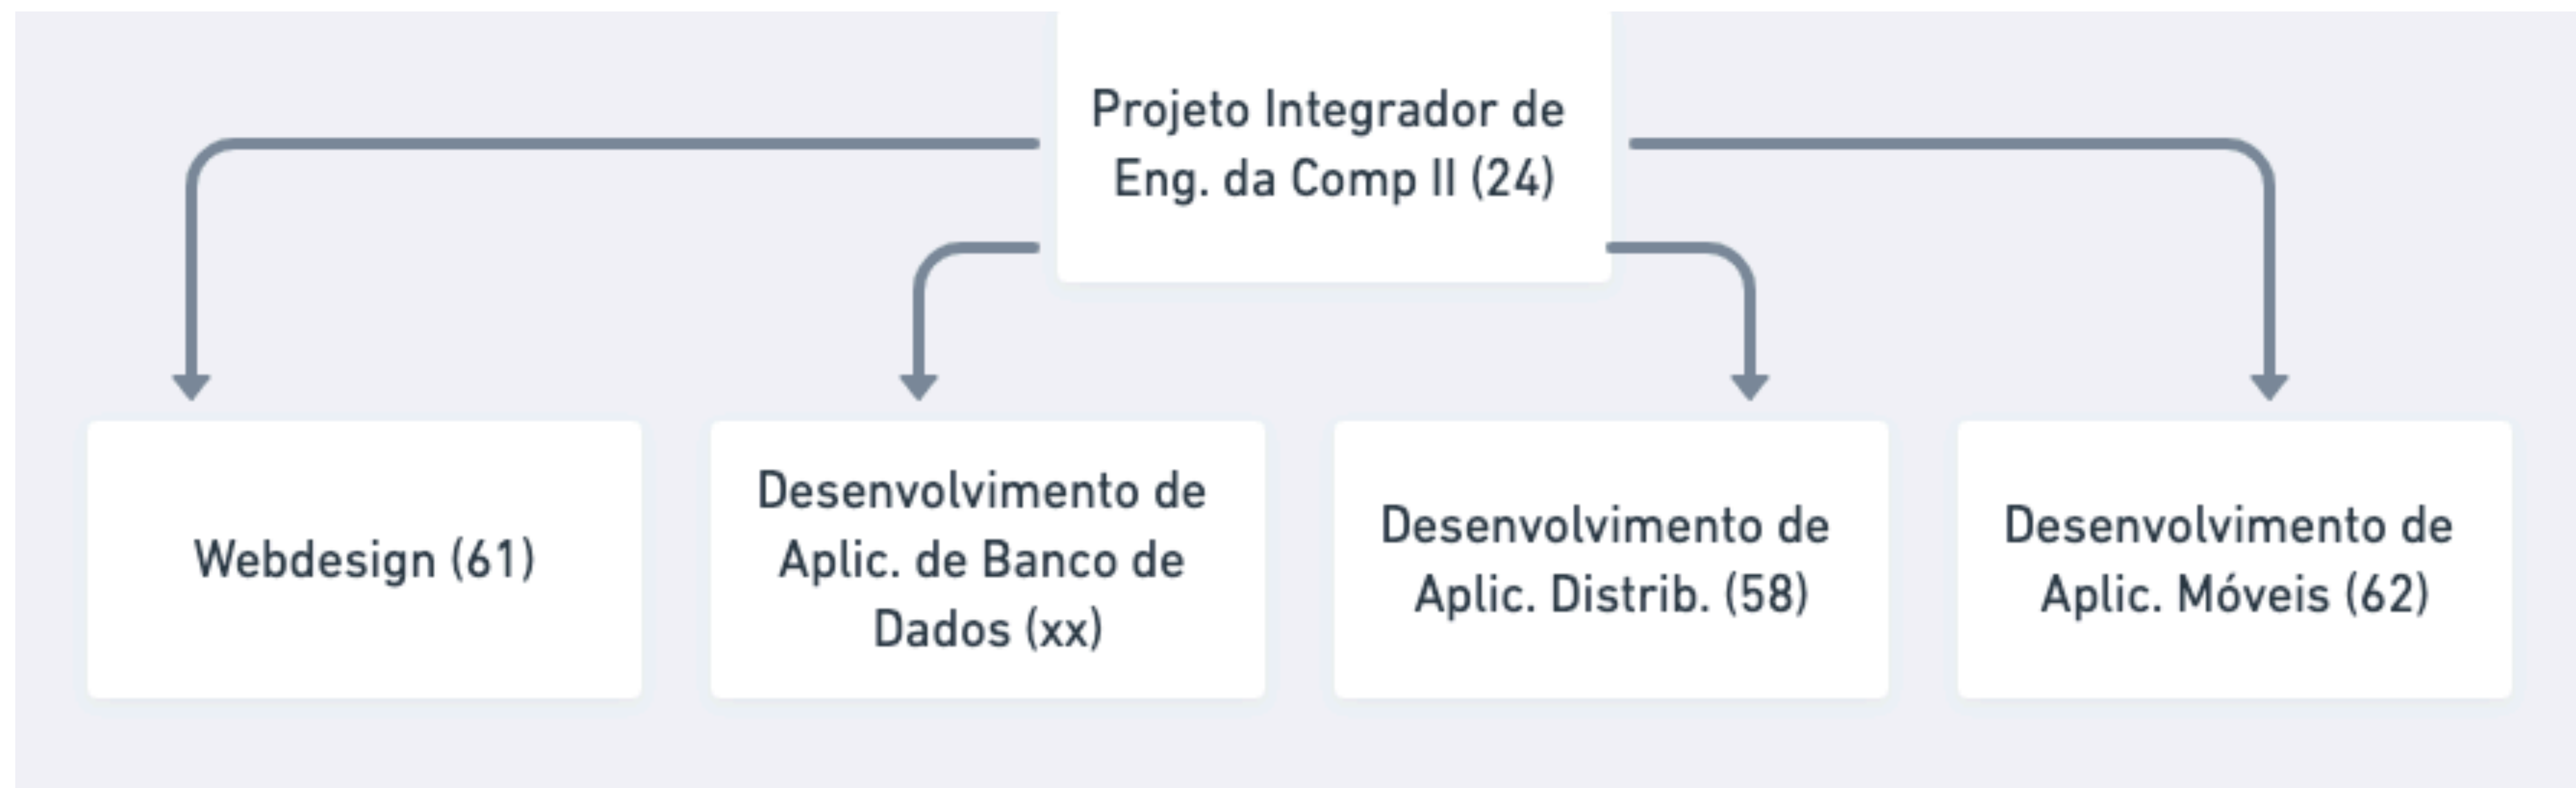 Projeto Integrador de
Eng. da Comp II (24)
Webdesign (61)
Desenvolvimento de
Aplic. de Banco de
Dados (xx)
Desenvolvimento de
Aplic. Distrib. (58)
Desenvolvimento de
Aplic. Móveis (62)